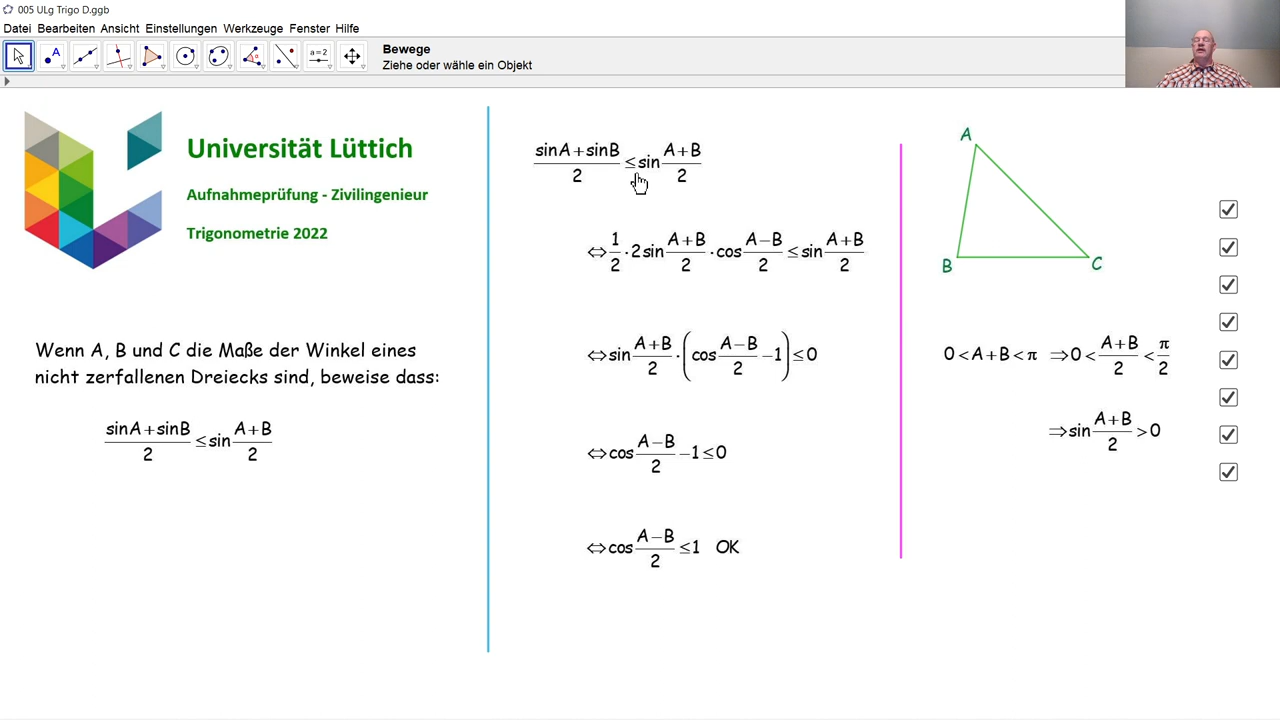 005 ULg Trigo D.ggb
Datei Bearbeiten Ansicht Einstellungen Werkzeuge Fenster Hilfe
A
a=2
Bewege
Ziehe oder wähle ein Objekt
Universität Lüttich
Aufnahmeprüfung - Zivilingenieur
Trigonometrie 2022
Wenn A, B und C die Maße der Winkel eines
nicht zerfallenen Dreiecks sind, beweise dass:
(sinA+sinB)/2 ≤ sin (A+B)/2
(sinA+sinB)/2 ≤ sin (A+B)/2
⇔ 1/2 · 2 sin (A+B)/2 · cos (A−B)/2 ≤ sin (A+B)/2
⇔ sin (A+B)/2 · (cos (A−B)/2 − 1) ≤ 0
⇔ cos (A−B)/2 − 1 ≤ 0
⇔ cos (A−B)/2 ≤ 1 OK
A
B
C
0 < A+B < π ⇒ 0 < (A+B)/2 < π/2
⇒ sin (A+B)/2 > 0